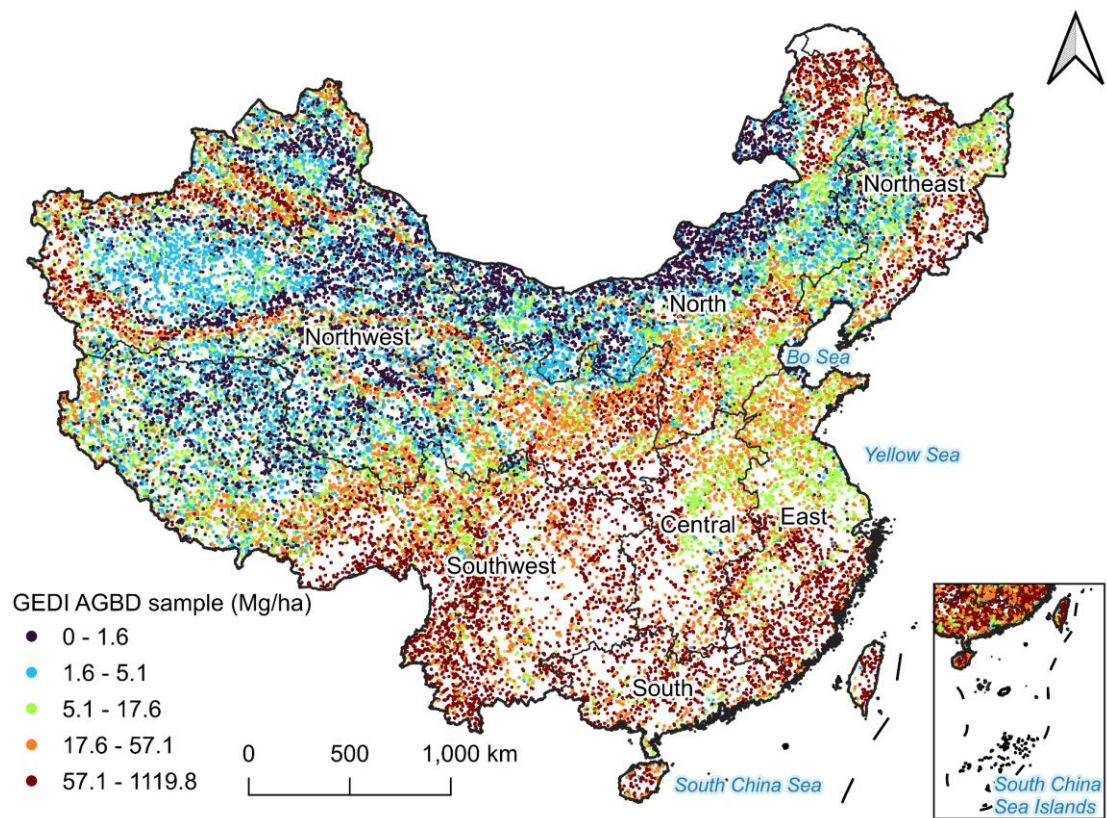 Northeast
North
Northwest
Bo Sea
Yellow Sea
Central
East
Southwest
South
GEDI AGBD sample (Mg/ha)
0 - 1.6
1.6 - 5.1
5.1 - 17.6
17.6 - 57.1
57.1 - 1119.8
0 500 1,000 km
South China Sea
South China
Sea Islands